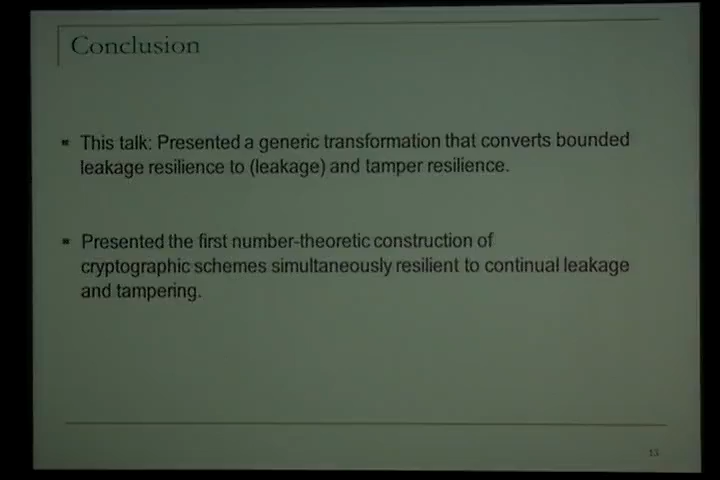 Conclusion
▪ This talk: Presented a generic transformation that converts bounded
leakage resilience to (leakage) and tamper resilience.
▪ Presented the first number-theoretic construction of
cryptographic schemes simultaneously resilient to continual leakage
and tampering.
13